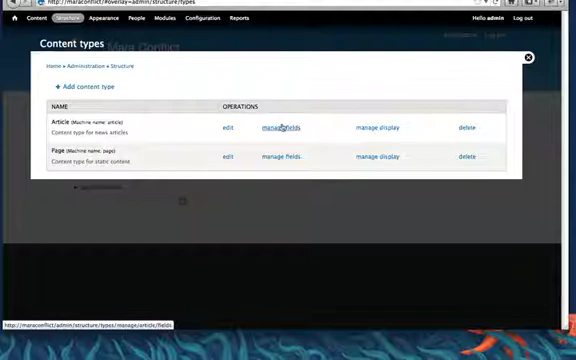 http://maraconflict/#overlay=admin/structure/types
Content Structure Appearance People Modules Configuration Reports Hello admin Log out
Content types
Mara Conflict
Home » Administration » Structure
+ Add content type
NAME OPERATIONS
Article (Machine name: article)
Content type for news articles
edit manage fields manage display delete
Page (Machine name: page)
Content type for static content
edit manage fields manage display delete
http://maraconflict/admin/structure/types/manage/article/fields